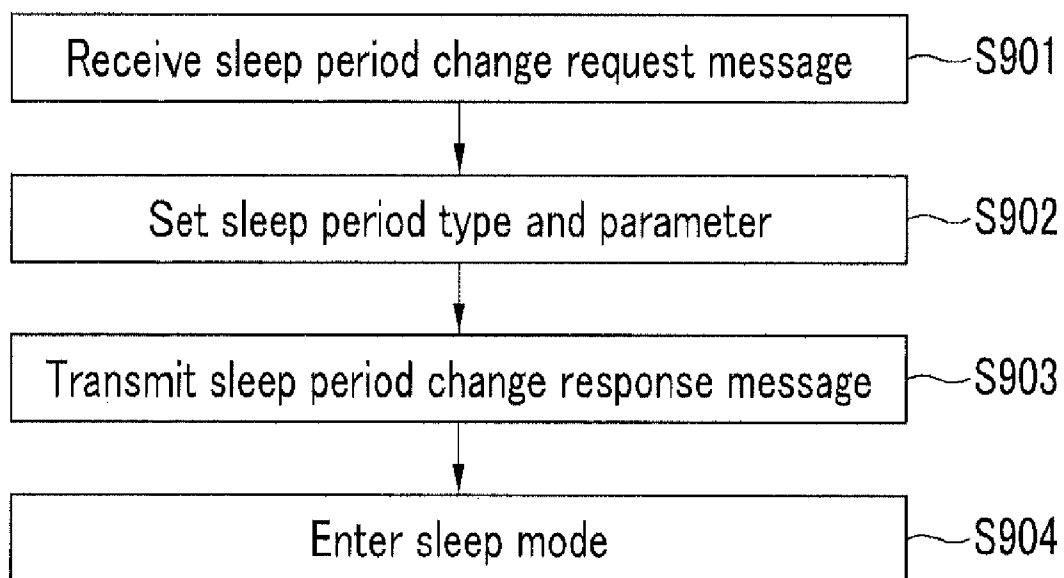 Receive sleep period change request message S901
Set sleep period type and parameter S902
Transmit sleep period change response message S903
Enter sleep mode S904